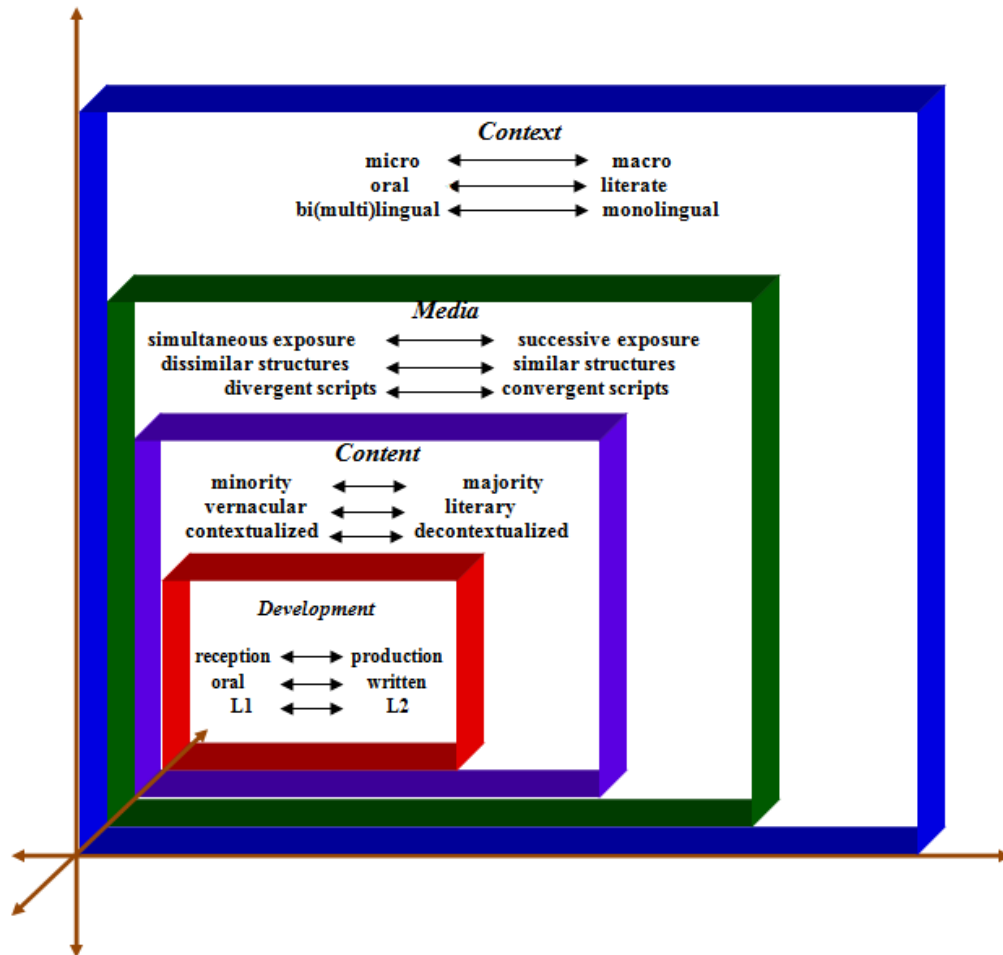 Context
micro macro
oral literate
bi(multi)lingual monolingual
Media
simultaneous exposure successive exposure
dissimilar structures similar structures
divergent scripts convergent scripts
Content
minority majority
vernacular literary
contextualized decontextualized
Development
reception production
oral written
L1 L2